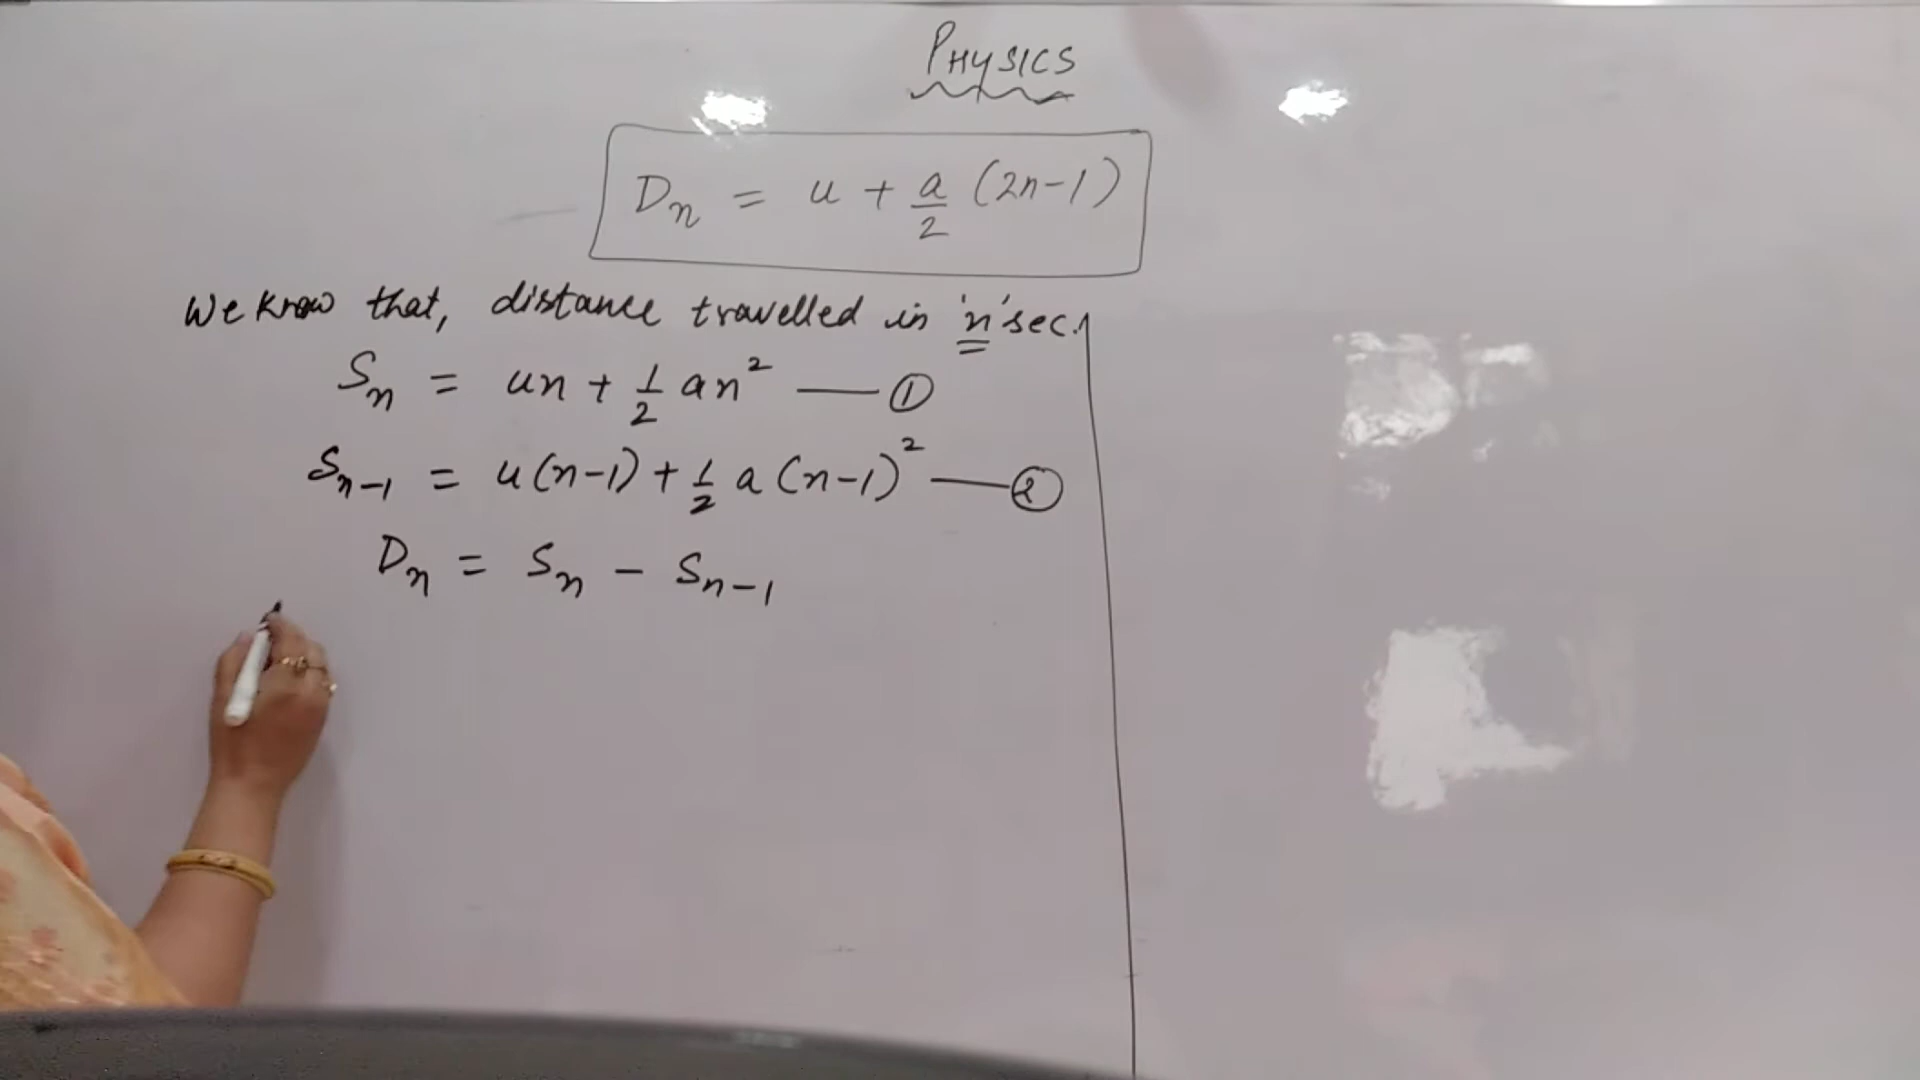 PHYSICS
Dn = u + a/2 (2n-1)
We know that, distance travelled in 'n' sec.
Sn = un + 1/2 an² — ①
Sn-1 = u(n-1) + 1/2 a (n-1)² — ②
Dn = Sn - Sn-1